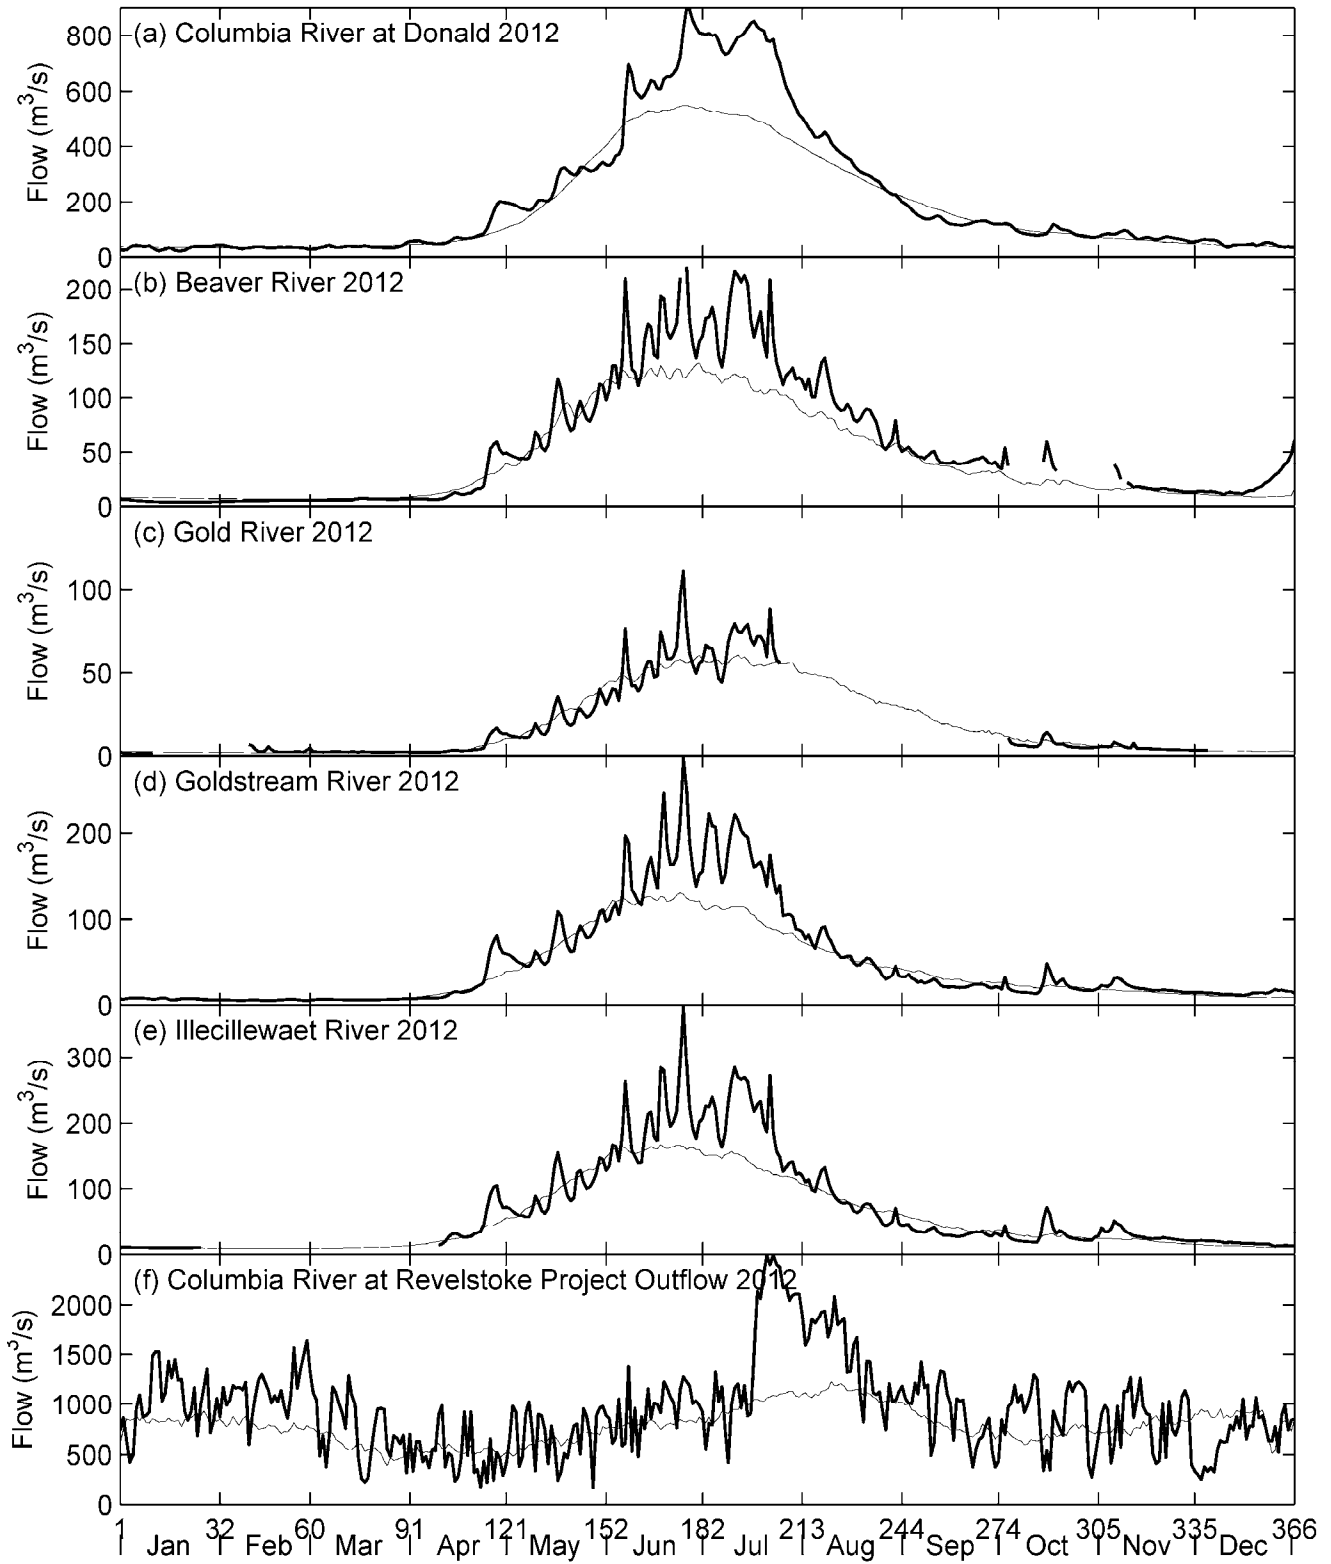 (a) Columbia River at Donald 2012
Flow (m³/s)
800
600
400
200
0
(b) Beaver River 2012
Flow (m³/s)
200
150
100
50
0
(c) Gold River 2012
Flow (m³/s)
100
50
0
(d) Goldstream River 2012
Flow (m³/s)
200
100
0
(e) Illecillewaet River 2012
Flow (m³/s)
300
200
100
0
(f) Columbia River at Revelstoke Project Outflow 2012
Flow (m³/s)
2000
1500
1000
500
0
1 32 60 91 121 152 182 213 244 274 305 335 366
Jan Feb Mar Apr May Jun Jul Aug Sep Oct Nov Dec